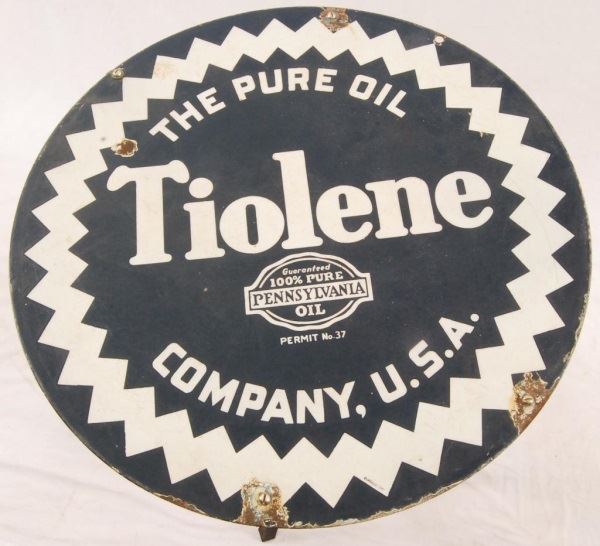 THE PURE OIL
Tiolene
Guaranteed
100% PURE
PENNSYLVANIA
OIL
PERMIT No. 37
COMPANY, U.S.A.